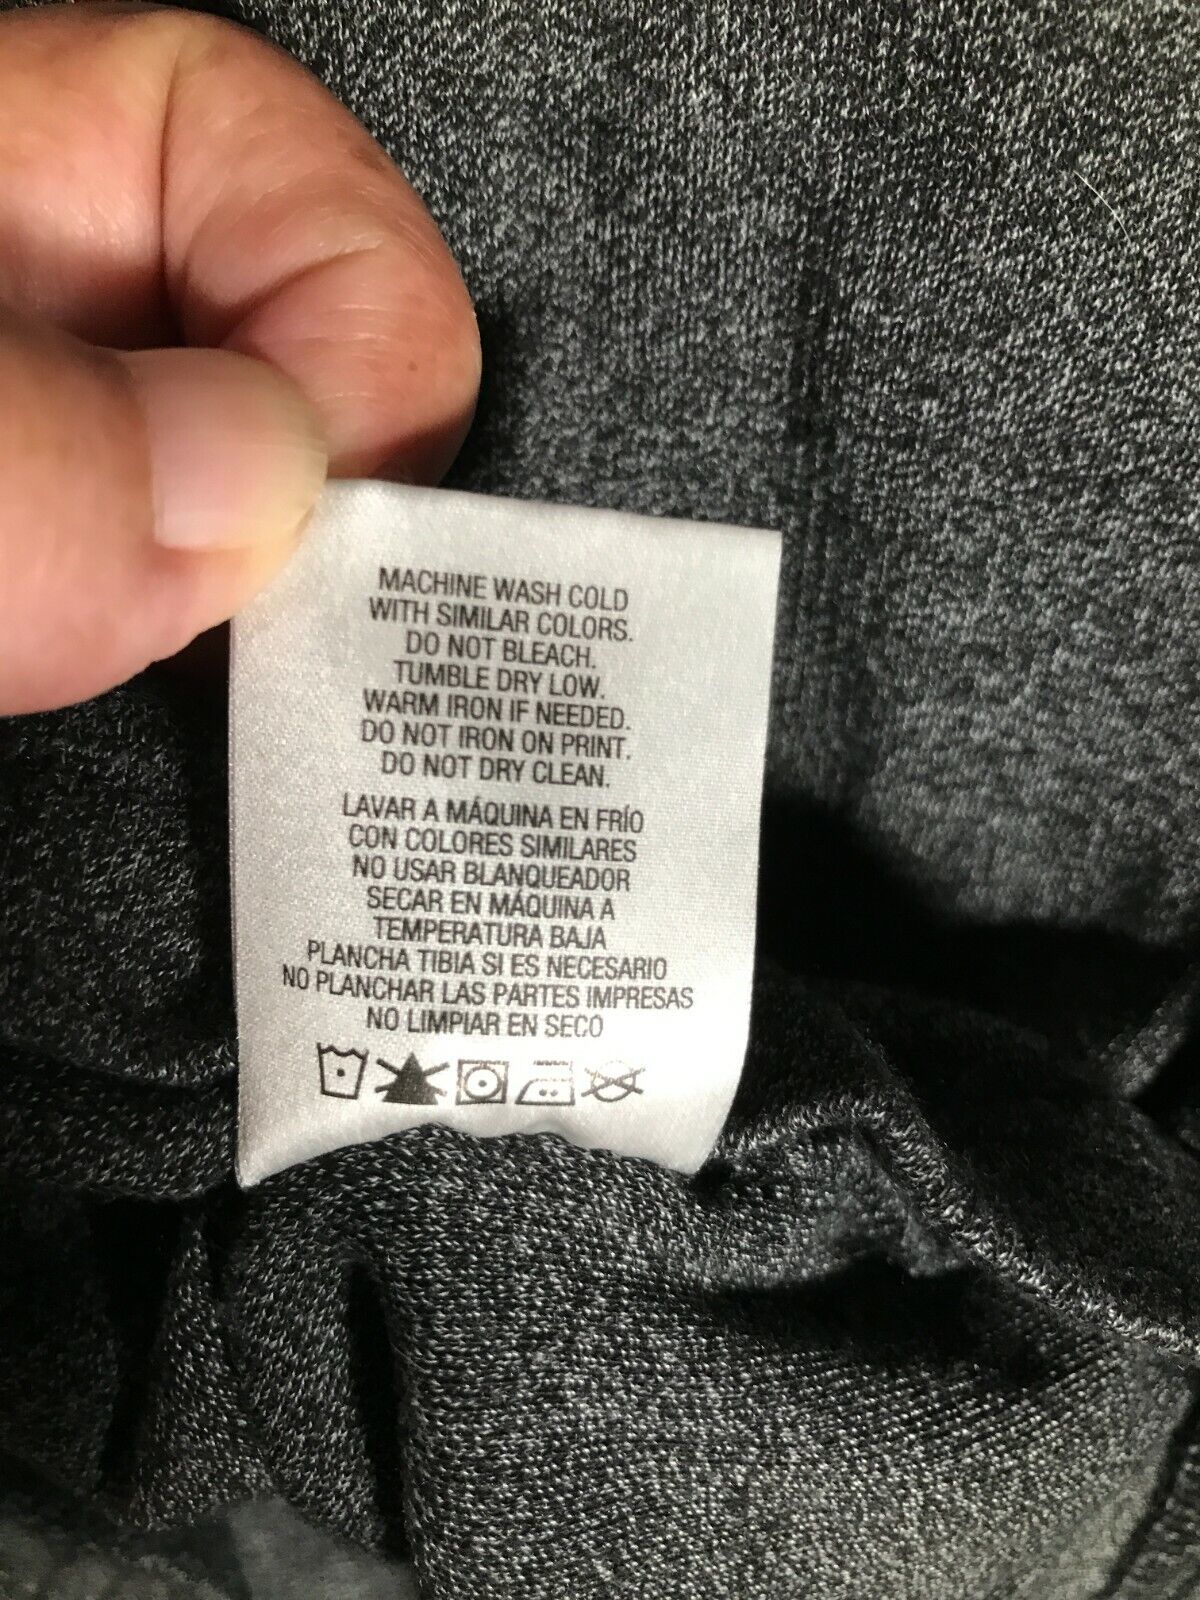 MACHINE WASH COLD
WITH SIMILAR COLORS.
DO NOT BLEACH.
TUMBLE DRY LOW.
WARM IRON IF NEEDED.
DO NOT IRON ON PRINT.
DO NOT DRY CLEAN.
LAVAR A MÁQUINA EN FRÍO
CON COLORES SIMILARES
NO USAR BLANQUEADOR
SECAR EN MÁQUINA A
TEMPERATURA BAJA
PLANCHA TIBIA SI ES NECESARIO
NO PLANCHAR LAS PARTES IMPRESAS
NO LIMPIAR EN SECO